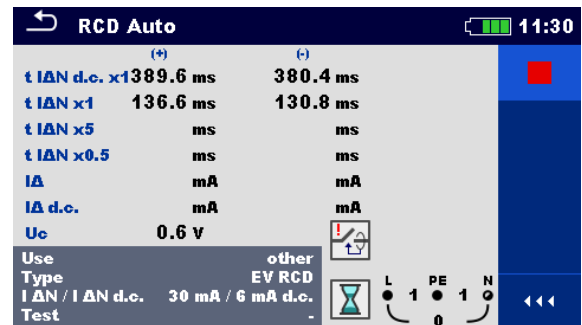 RCD Auto 11:30
(+) (-)
t IΔN d.c. x1 389.6 ms 380.4 ms
t IΔN x1 136.6 ms 130.8 ms
t IΔN x5 ms ms
t IΔN x0.5 ms ms
IΔ mA mA
IΔ d.c. mA mA
Uc 0.6 V
Use other
Type EV RCD
I ΔN / I ΔN d.c. 30 mA / 6 mA d.c.
Test -
L PE N
1 1
0